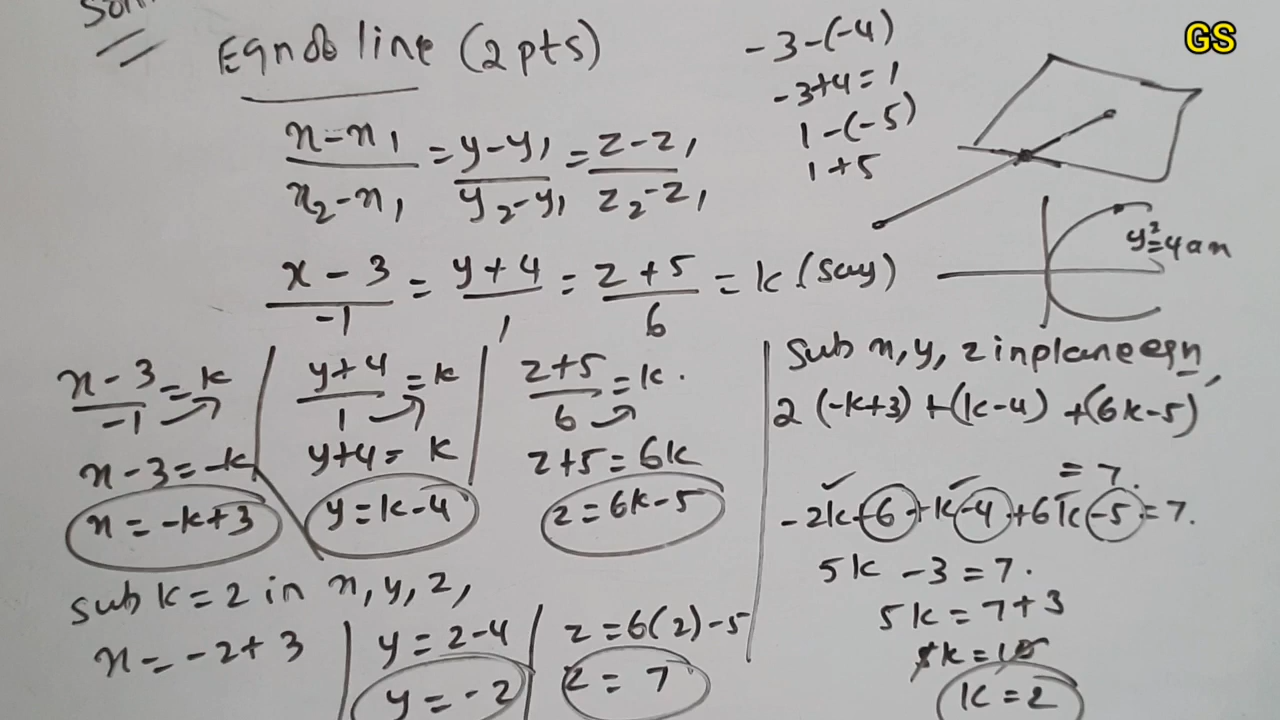 Soln
Eqn of line (2pts)
x-x₁/x₂-x₁ = y-y₁/y₂-y₁ = z-z₁/z₂-z₁
x-3/-1 = y+4/1 = z+5/6 = k (say)
-3-(-4)
-3+4=1
1-(-5)
1+5
GS
y²=4ax
x-3/-1 = k
x-3=-k
x=-k+3
y+4/1 = k
y+4=k
y=k-4
z+5/6=k.
z+5=6k
z=6k-5
sub x, y, z in plane eqn,
2(-k+3)+(k-4)+(6k-5)
=7.
-2k+6+k-4+6k-5=7.
5k-3=7.
5k=7+3
5k=10
k=2
sub k=2 in x, y, z,
x=-2+3
y=2-4
y=-2
z=6(2)-5
z=7